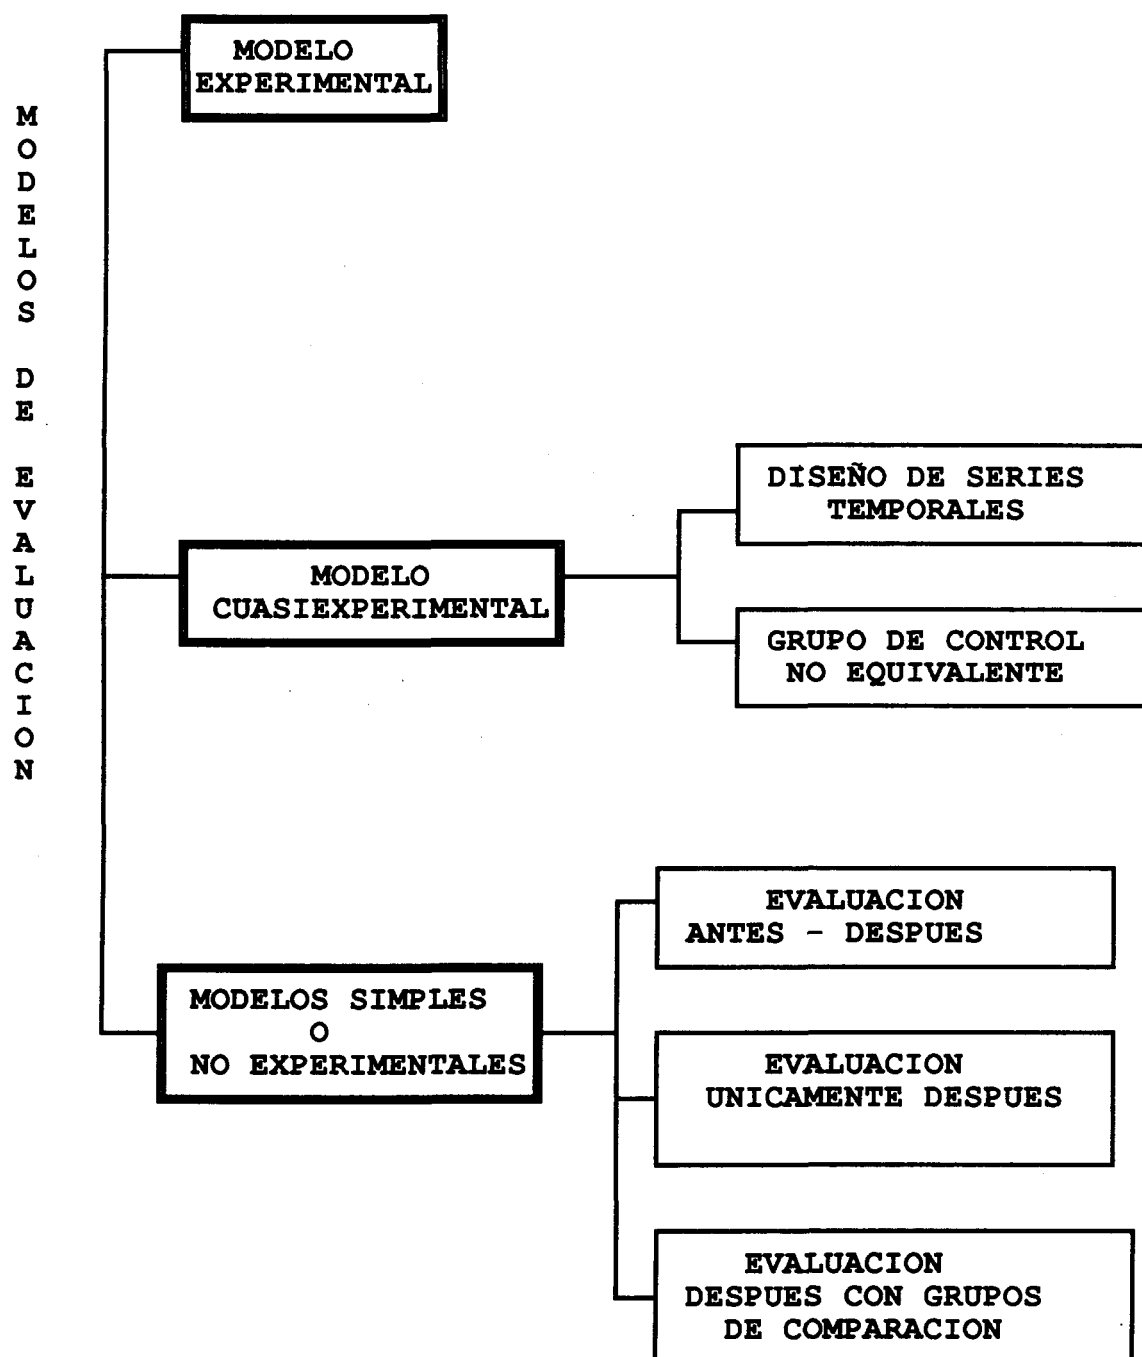 MODELOS DE EVALUACION
MODELO
EXPERIMENTAL
MODELO
CUASIEXPERIMENTAL
DISEÑO DE SERIES
TEMPORALES
GRUPO DE CONTROL
NO EQUIVALENTE
MODELOS SIMPLES
O
NO EXPERIMENTALES
EVALUACION
ANTES - DESPUES
EVALUACION
UNICAMENTE DESPUES
EVALUACION
DESPUES CON GRUPOS
DE COMPARACION